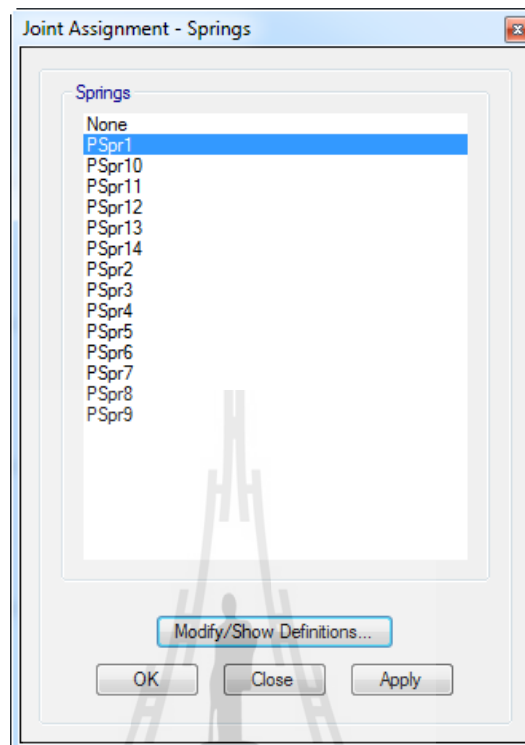 Joint Assignment - Springs
Springs
None
PSpr1
PSpr10
PSpr11
PSpr12
PSpr13
PSpr14
PSpr2
PSpr3
PSpr4
PSpr5
PSpr6
PSpr7
PSpr8
PSpr9
Modify/Show Definitions...
OK Close Apply